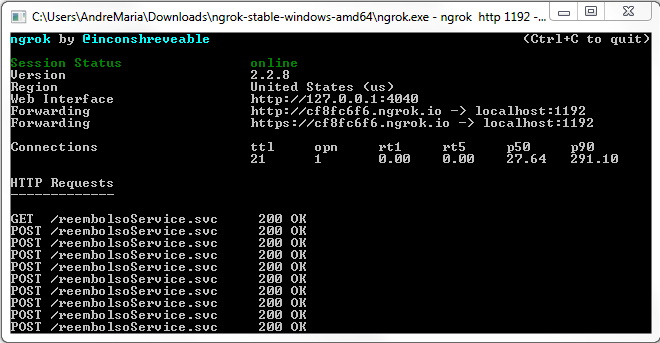 C:\Users\AndreMaria\Downloads\ngrok-stable-windows-amd64\ngrok.exe - ngrok  http 1192 -...
ngrok by @inconshreveable (Ctrl+C to quit)
Session Status online
Version 2.2.8
Region United States (us)
Web Interface http://127.0.0.1:4040
Forwarding http://cf8fc6f6.ngrok.io -> localhost:1192
Forwarding https://cf8fc6f6.ngrok.io -> localhost:1192
Connections ttl opn rt1 rt5 p50 p90
21 1 0.00 0.00 27.64 291.10
HTTP Requests
-------------
GET /reembolsoService.svc 200 OK
POST /reembolsoService.svc 200 OK
POST /reembolsoService.svc 200 OK
POST /reembolsoService.svc 200 OK
POST /reembolsoService.svc 200 OK
POST /reembolsoService.svc 200 OK
POST /reembolsoService.svc 200 OK
POST /reembolsoService.svc 200 OK
POST /reembolsoService.svc 200 OK
POST /reembolsoService.svc 200 OK